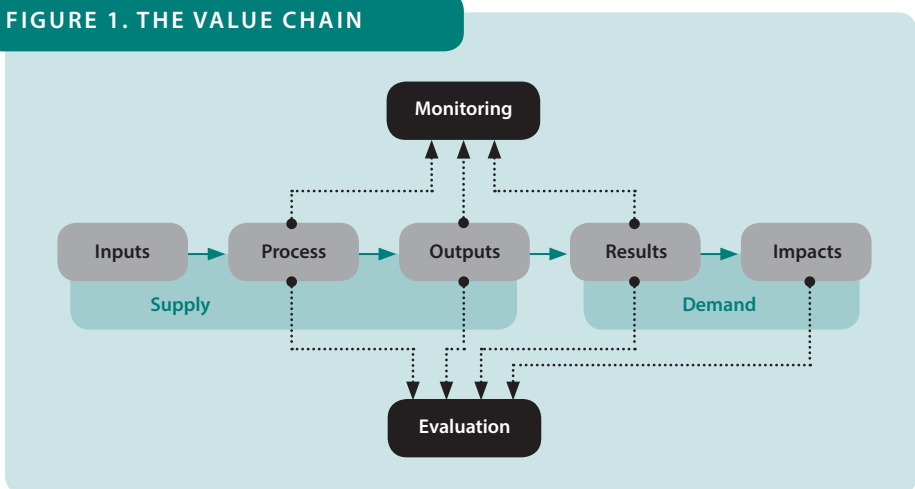 FIGURE 1. THE VALUE CHAIN
Monitoring
Inputs
Process
Outputs
Results
Impacts
Supply
Demand
Evaluation